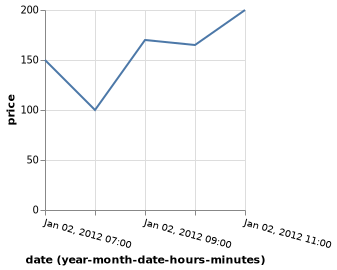 200
150
100
50
0
price
Jan 02, 2012 07:00
Jan 02, 2012 09:00
Jan 02, 2012 11:00
date (year-month-date-hours-minutes)